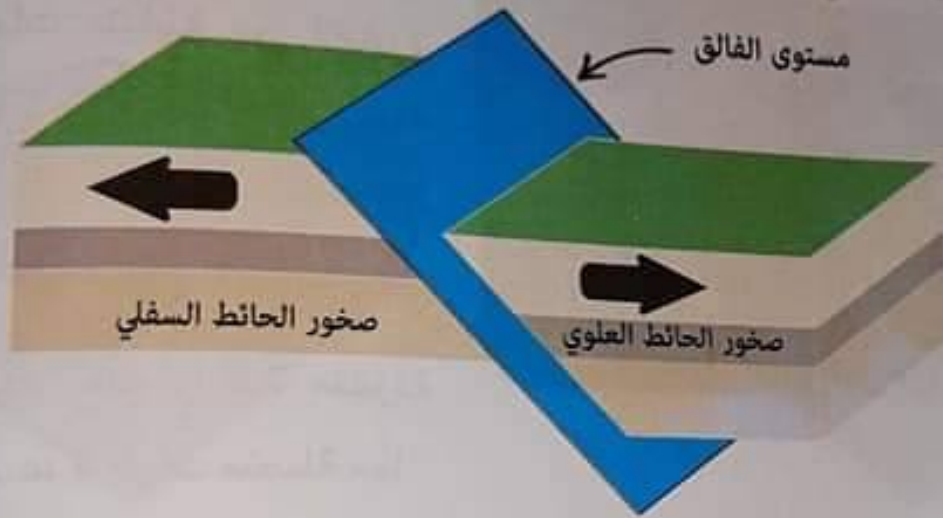 مستوى الفالق
صخور الحائط العلوي
صخور الحائط السفلي